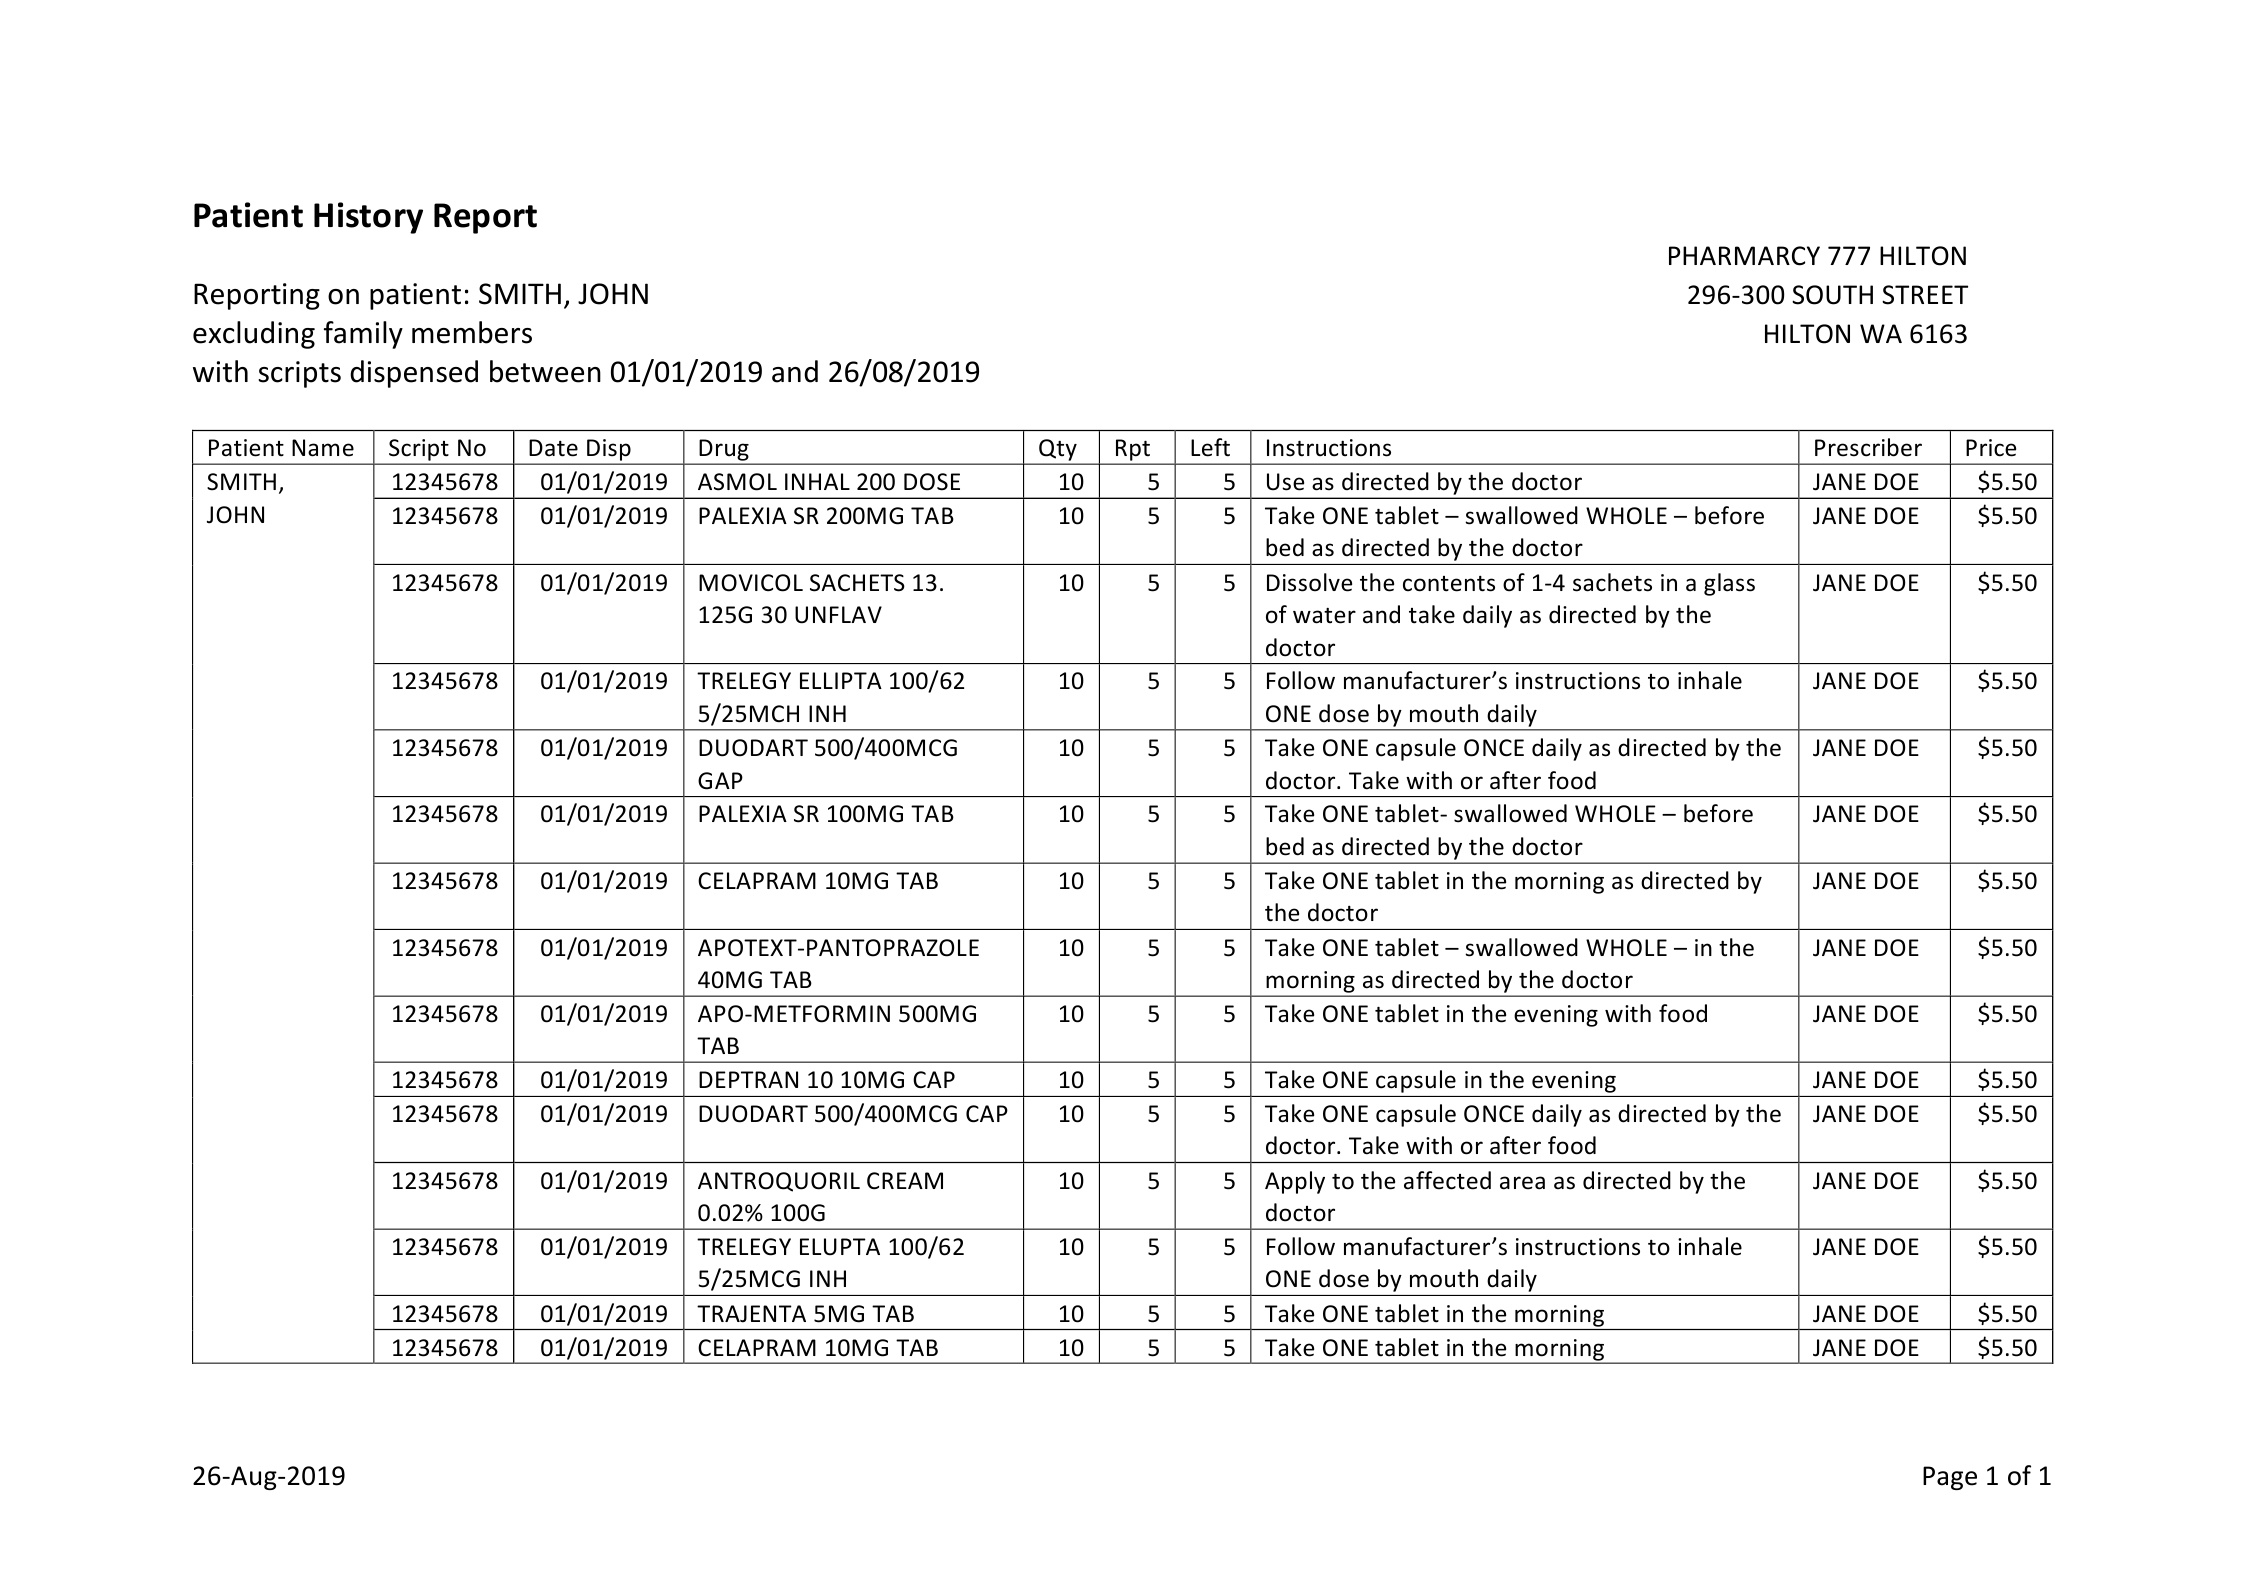 Patient History Report
PHARMARCY 777 HILTON
Reporting on patient: SMITH, JOHN
296-300 SOUTH STREET
excluding family members
HILTON WA 6163
with scripts dispensed between 01/01/2019 and 26/08/2019
Patient Name Script No Date Disp Drug Qty Rpt Left Instructions Prescriber Price
SMITH, 12345678 01/01/2019 ASMOL INHAL 200 DOSE 10 5 5 Use as directed by the doctor JANE DOE $5.50
JOHN 12345678 01/01/2019 PALEXIA SR 200MG TAB 10 5 5 Take ONE tablet – swallowed WHOLE – before JANE DOE $5.50
bed as directed by the doctor
12345678 01/01/2019 MOVICOL SACHETS 13. 10 5 5 Dissolve the contents of 1-4 sachets in a glass JANE DOE $5.50
125G 30 UNFLAV of water and take daily as directed by the
doctor
12345678 01/01/2019 TRELEGY ELLIPTA 100/62 10 5 5 Follow manufacturer’s instructions to inhale JANE DOE $5.50
5/25MCH INH ONE dose by mouth daily
12345678 01/01/2019 DUODART 500/400MCG 10 5 5 Take ONE capsule ONCE daily as directed by the JANE DOE $5.50
GAP doctor. Take with or after food
12345678 01/01/2019 PALEXIA SR 100MG TAB 10 5 5 Take ONE tablet- swallowed WHOLE – before JANE DOE $5.50
bed as directed by the doctor
12345678 01/01/2019 CELAPRAM 10MG TAB 10 5 5 Take ONE tablet in the morning as directed by JANE DOE $5.50
the doctor
12345678 01/01/2019 APOTEXT-PANTOPRAZOLE 10 5 5 Take ONE tablet – swallowed WHOLE – in the JANE DOE $5.50
40MG TAB morning as directed by the doctor
12345678 01/01/2019 APO-METFORMIN 500MG 10 5 5 Take ONE tablet in the evening with food JANE DOE $5.50
TAB
12345678 01/01/2019 DEPTRAN 10 10MG CAP 10 5 5 Take ONE capsule in the evening JANE DOE $5.50
12345678 01/01/2019 DUODART 500/400MCG CAP 10 5 5 Take ONE capsule ONCE daily as directed by the JANE DOE $5.50
doctor. Take with or after food
12345678 01/01/2019 ANTROQUORIL CREAM 10 5 5 Apply to the affected area as directed by the JANE DOE $5.50
0.02% 100G doctor
12345678 01/01/2019 TRELEGY ELUPTA 100/62 10 5 5 Follow manufacturer’s instructions to inhale JANE DOE $5.50
5/25MCG INH ONE dose by mouth daily
12345678 01/01/2019 TRAJENTA 5MG TAB 10 5 5 Take ONE tablet in the morning JANE DOE $5.50
12345678 01/01/2019 CELAPRAM 10MG TAB 10 5 5 Take ONE tablet in the morning JANE DOE $5.50
26-Aug-2019 Page 1 of 1